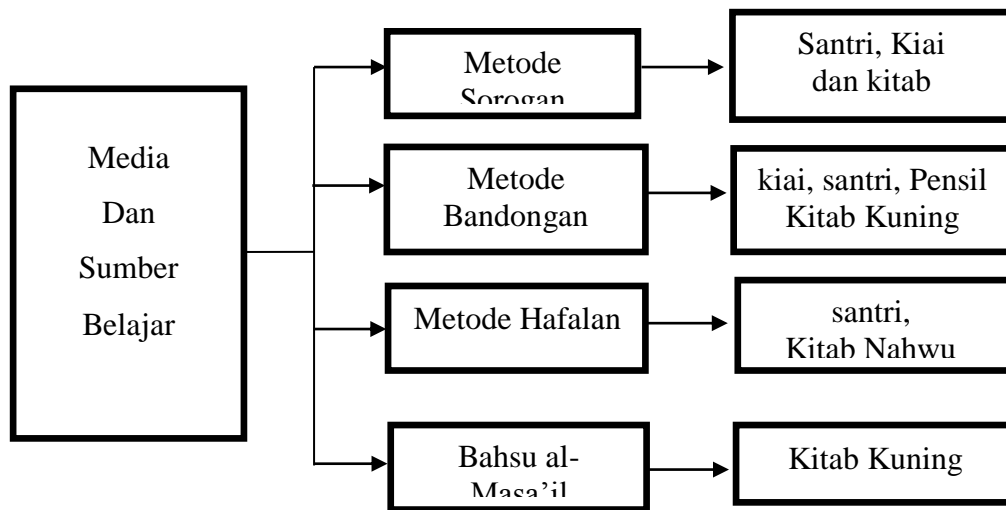 Media
Dan
Sumber
Belajar
Metode
Sorogan
Santri, Kiai
dan kitab
Metode
Bandongan
kiai, santri, Pensil
Kitab Kuning
Metode Hafalan
santri,
Kitab Nahwu
Bahsu al-
Masa’il
Kitab Kuning